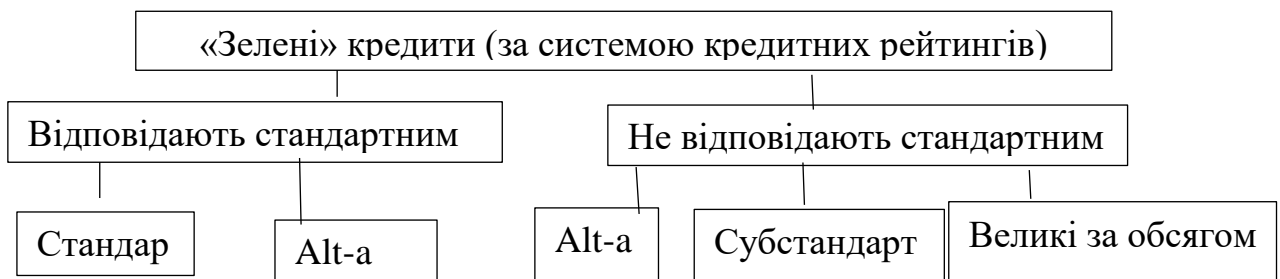 «Зелені» кредити (за системою кредитних рейтингів)
Відповідають стандартним
Не відповідають стандартним
Стандар
Alt-a
Alt-a
Субстандарт
Великі за обсягом